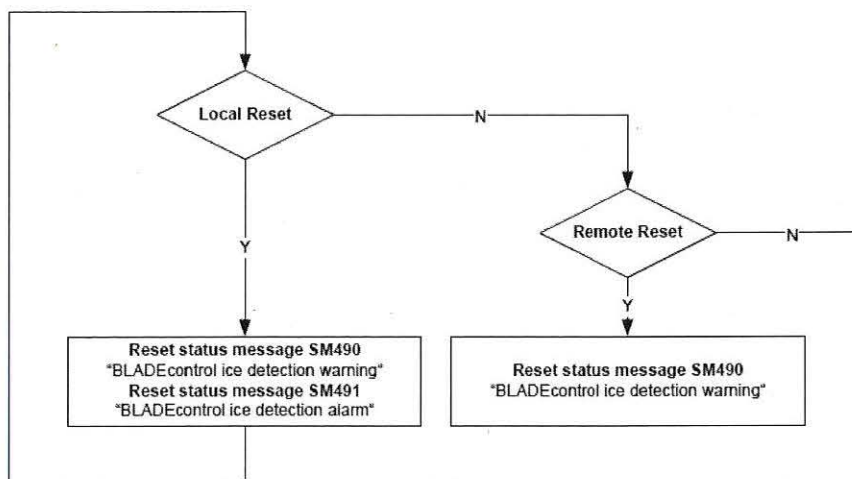 Local Reset
N
Remote Reset
N
Y
Y
Reset status message SM490
“BLADEcontrol ice detection warning“
Reset status message SM491
“BLADEcontrol ice detection alarm“
Reset status message SM490
“BLADEcontrol ice detection warning“